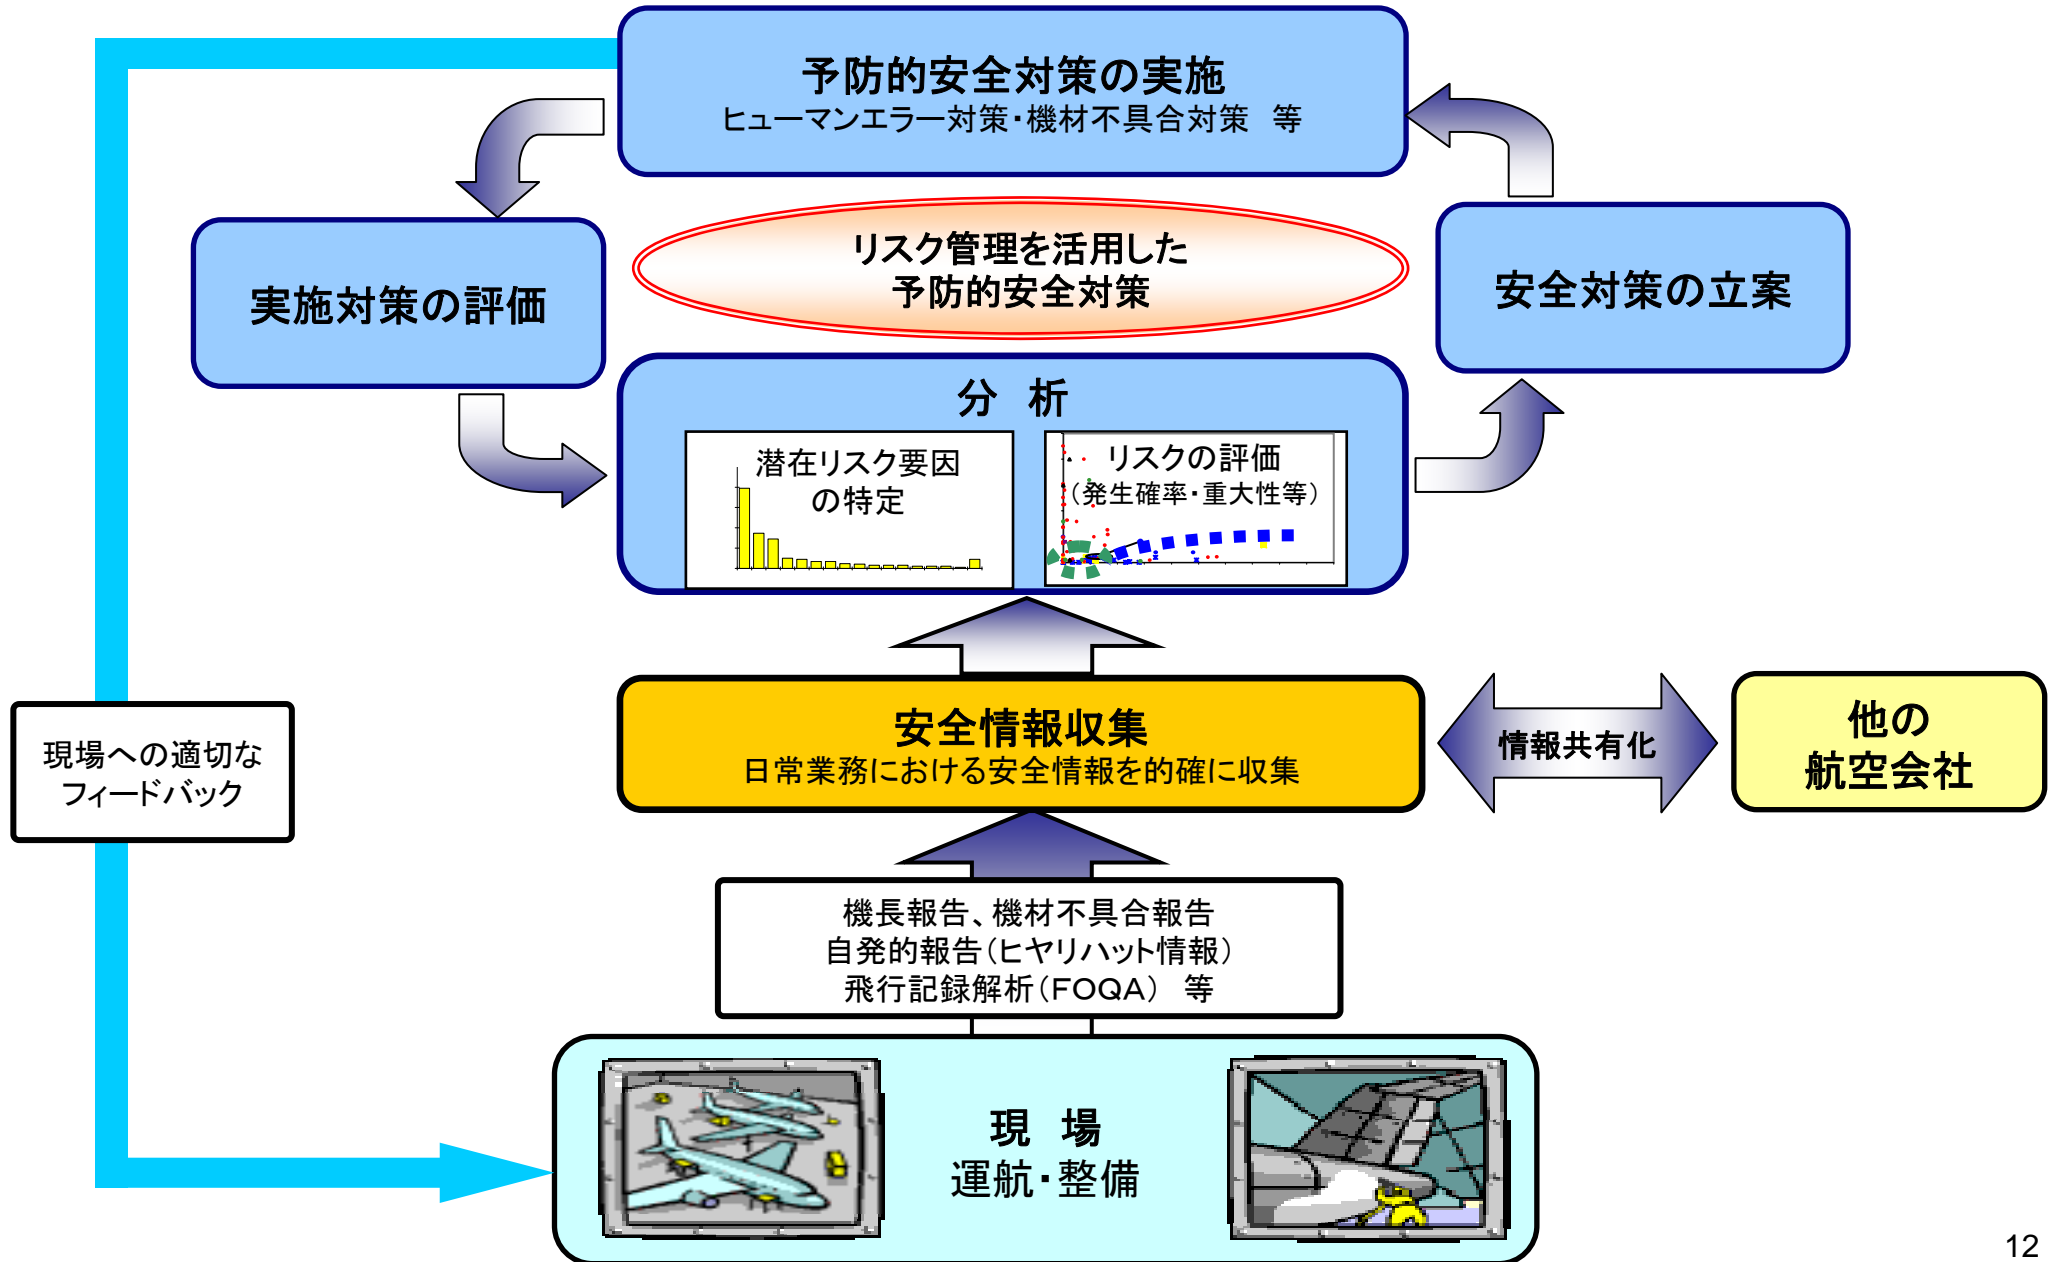 予防的安全対策の実施
ヒューマンエラー対策・機材不具合対策　等
リスク管理を活用した
予防的安全対策
実施対策の評価
安全対策の立案
分　析
潜在リスク要因
の特定
リスクの評価
（発生確率・重大性等）
安全情報収集
日常業務における安全情報を的確に収集
情報共有化
他の
航空会社
現場への適切な
フィードバック
機長報告、機材不具合報告
自発的報告（ヒヤリハット情報）
飛行記録解析（ＦＯＱＡ）　等
現　場
運航・整備
12